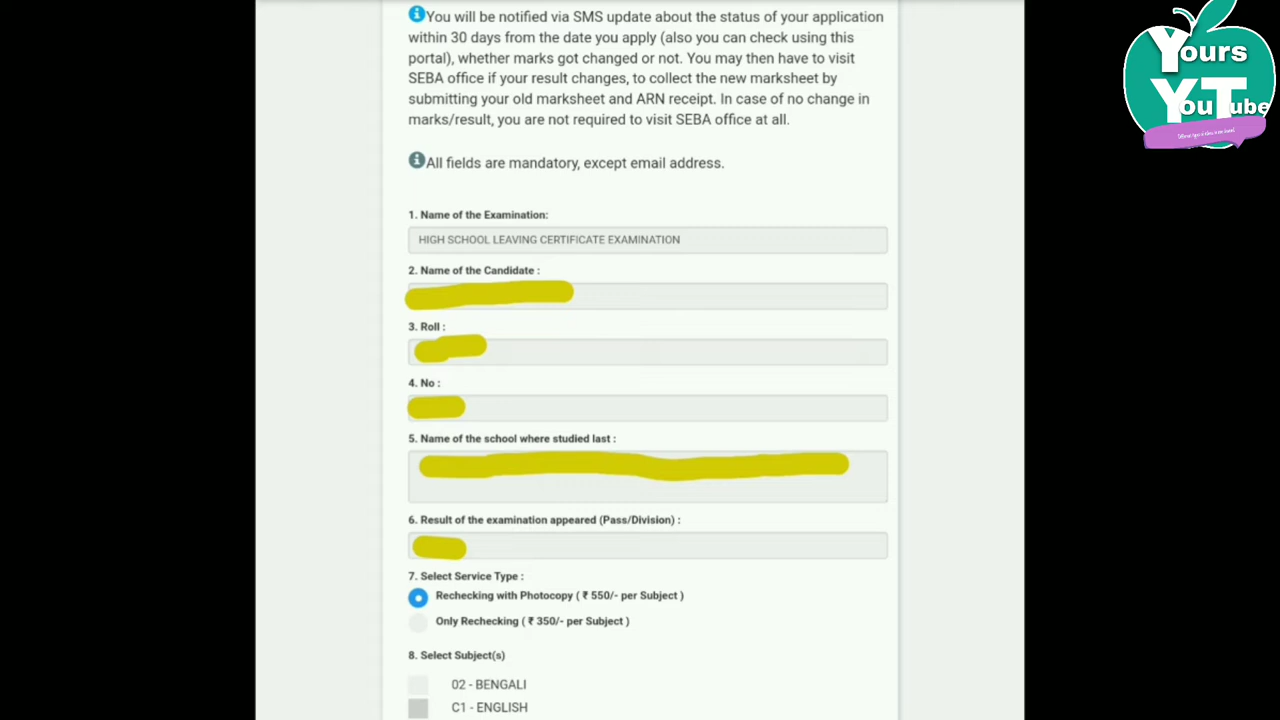 You will be notified via SMS update about the status of your application
within 30 days from the date you apply (also you can check using this
portal), whether marks got changed or not. You may then have to visit
SEBA office if your result changes, to collect the new marksheet by
submitting your old marksheet and ARN receipt. In case of no change in
marks/result, you are not required to visit SEBA office at all.
All fields are mandatory, except email address.
1. Name of the Examination:
HIGH SCHOOL LEAVING CERTIFICATE EXAMINATION
2. Name of the Candidate :
3. Roll :
4. No :
5. Name of the school where studied last :
6. Result of the examination appeared (Pass/Division) :
7. Select Service Type :
Rechecking with Photocopy ( ₹ 550/- per Subject )
Only Rechecking ( ₹ 350/- per Subject )
8. Select Subject(s)
02 - BENGALI
C1 - ENGLISH
Yours
YouTube